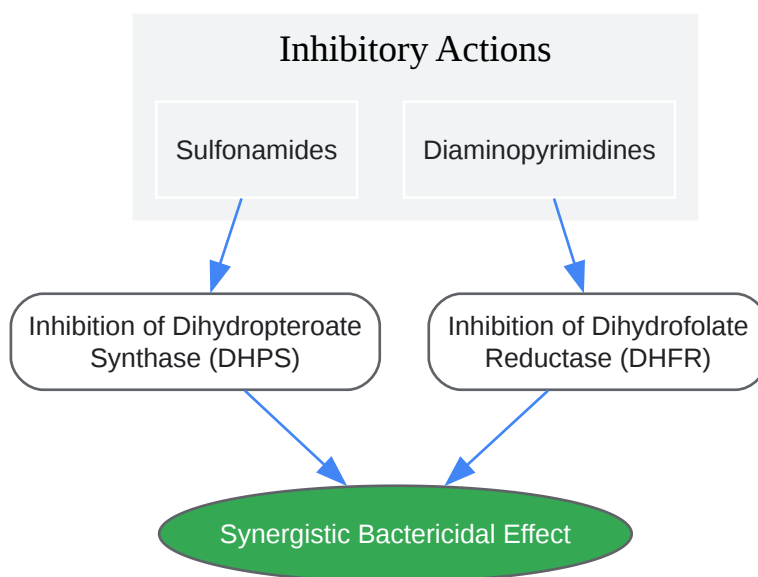 Inhibitory Actions
Sulfonamides
Diaminopyrimidines
Inhibition of Dihydropteroate
Synthase (DHPS)
Inhibition of Dihydrofolate
Reductase (DHFR)
Synergistic Bactericidal Effect